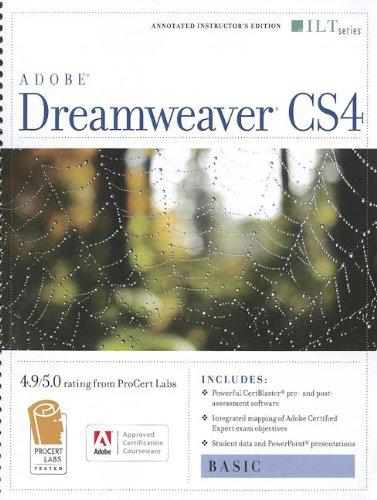 ANNOTATED INSTRUCTOR'S EDITION
ILT series
ADOBE®
Dreamweaver® CS4
4.9/5.0 rating from ProCert Labs
PROCERT
LABS
TESTED
Adobe
Approved
Certification
Courseware
INCLUDES:
Powerful CertBlaster® pre- and post-
assessment software
Integrated mapping of Adobe Certified
Expert exam objectives
Student data and PowerPoint® presentations
BASIC